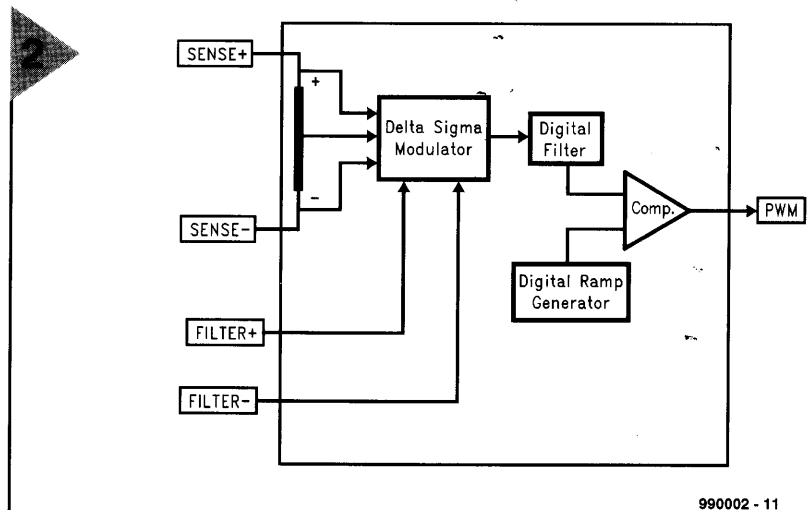 2
SENSE+
+
Delta Sigma
Modulator
Digital
Filter
-
Comp.
PWM
SENSE-
Digital Ramp
Generator
FILTER+
FILTER-
990002 - 11